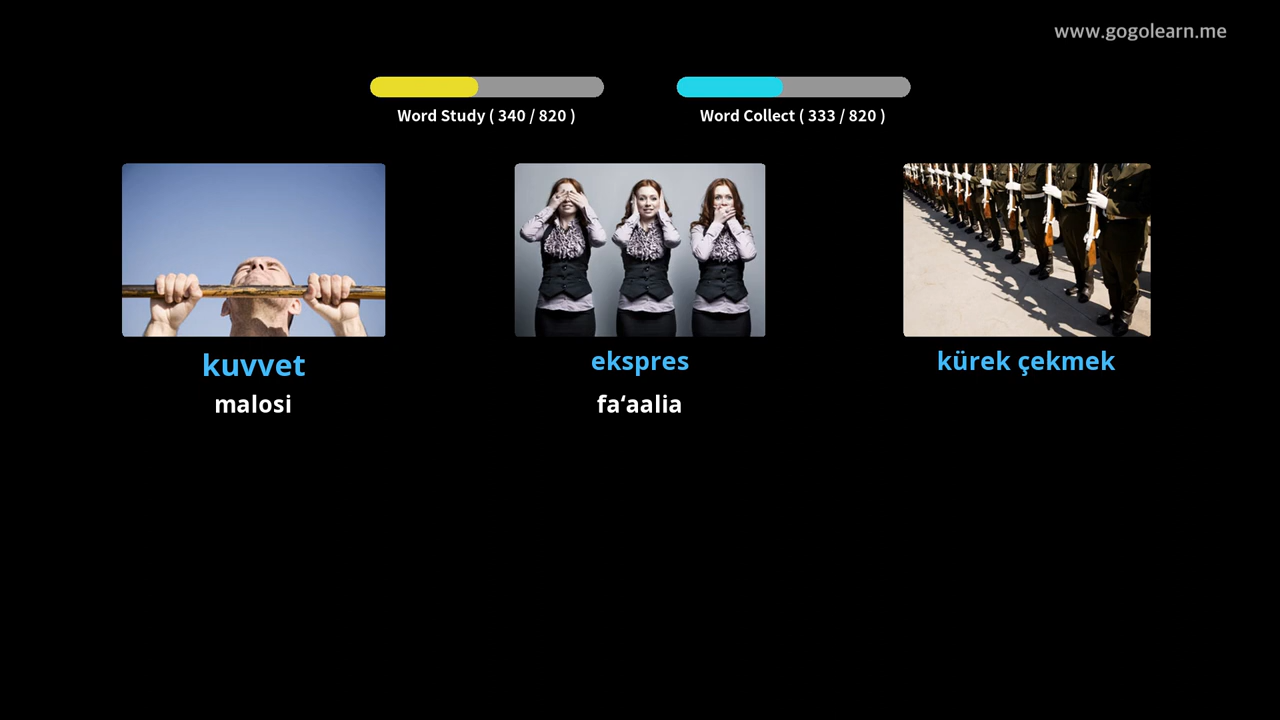 www.gogolearn.me
Word Study ( 340 / 820 )
Word Collect ( 333 / 820 )
kuvvet
malosi
ekspres
fa‘aalia
kürek çekmek